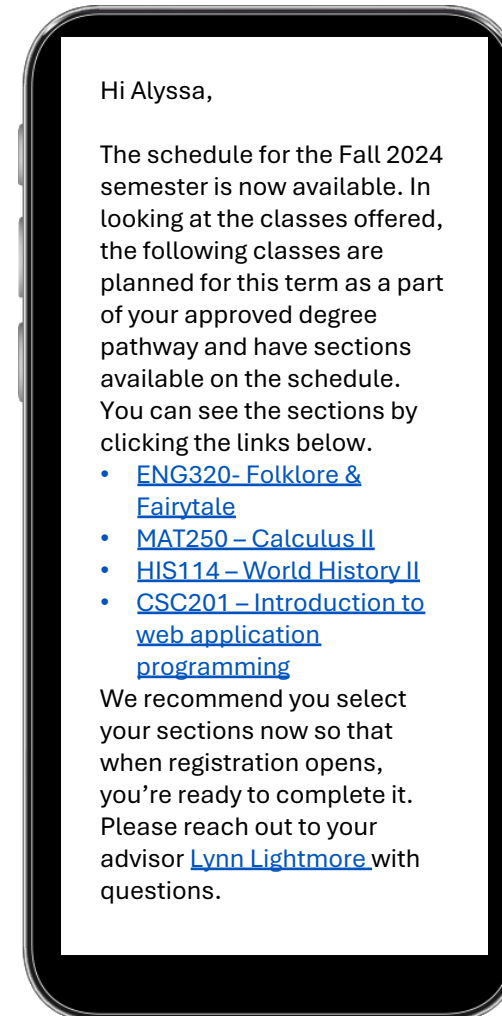 Hi Alyssa,
The schedule for the Fall 2024
semester is now available. In
looking at the classes offered,
the following classes are
planned for this term as a part
of your approved degree
pathway and have sections
available on the schedule.
You can see the sections by
clicking the links below.
• ENG320- Folklore &
Fairytale
• MAT250 – Calculus II
• HIS114 – World History II
• CSC201 – Introduction to
web application
programming
We recommend you select
your sections now so that
when registration opens,
you’re ready to complete it.
Please reach out to your
advisor Lynn Lightmore with
questions.